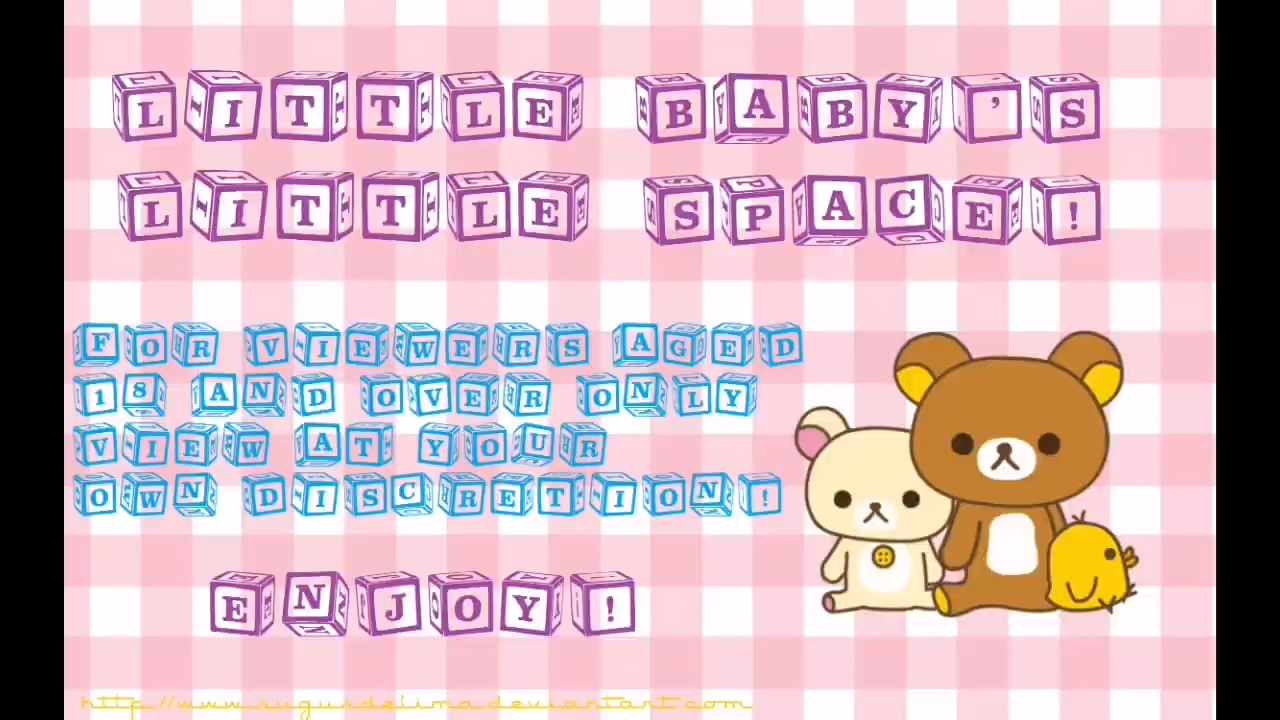 LITTLE BABY'S
LITTLE SPACE!
FOR VIEWERS AGED
18 AND OVER ONLY
VIEW AT YOUR
OWN DISCRETION!
ENJOY!